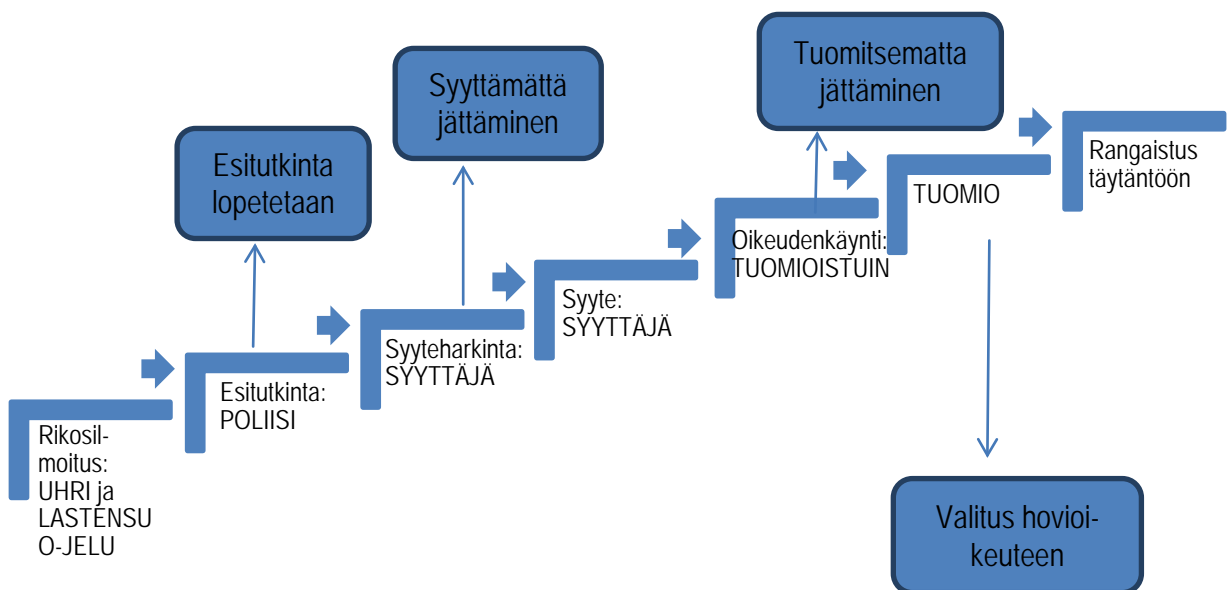 Tuomitsematta
jättäminen
Syyttämättä
jättäminen
Esitutkinta
lopetetaan
Rangaistus
täytäntöön
TUOMIO
Oikeudenkäynti:
TUOMIOISTUIN
Syyte:
SYYTTÄJÄ
Syyteharkinta:
SYYTTÄJÄ
Esitutkinta:
POLIISI
Rikosil-
moitus:
UHRI ja
LASTENSU
O-JELU
Valitus hovioi-
keuteen